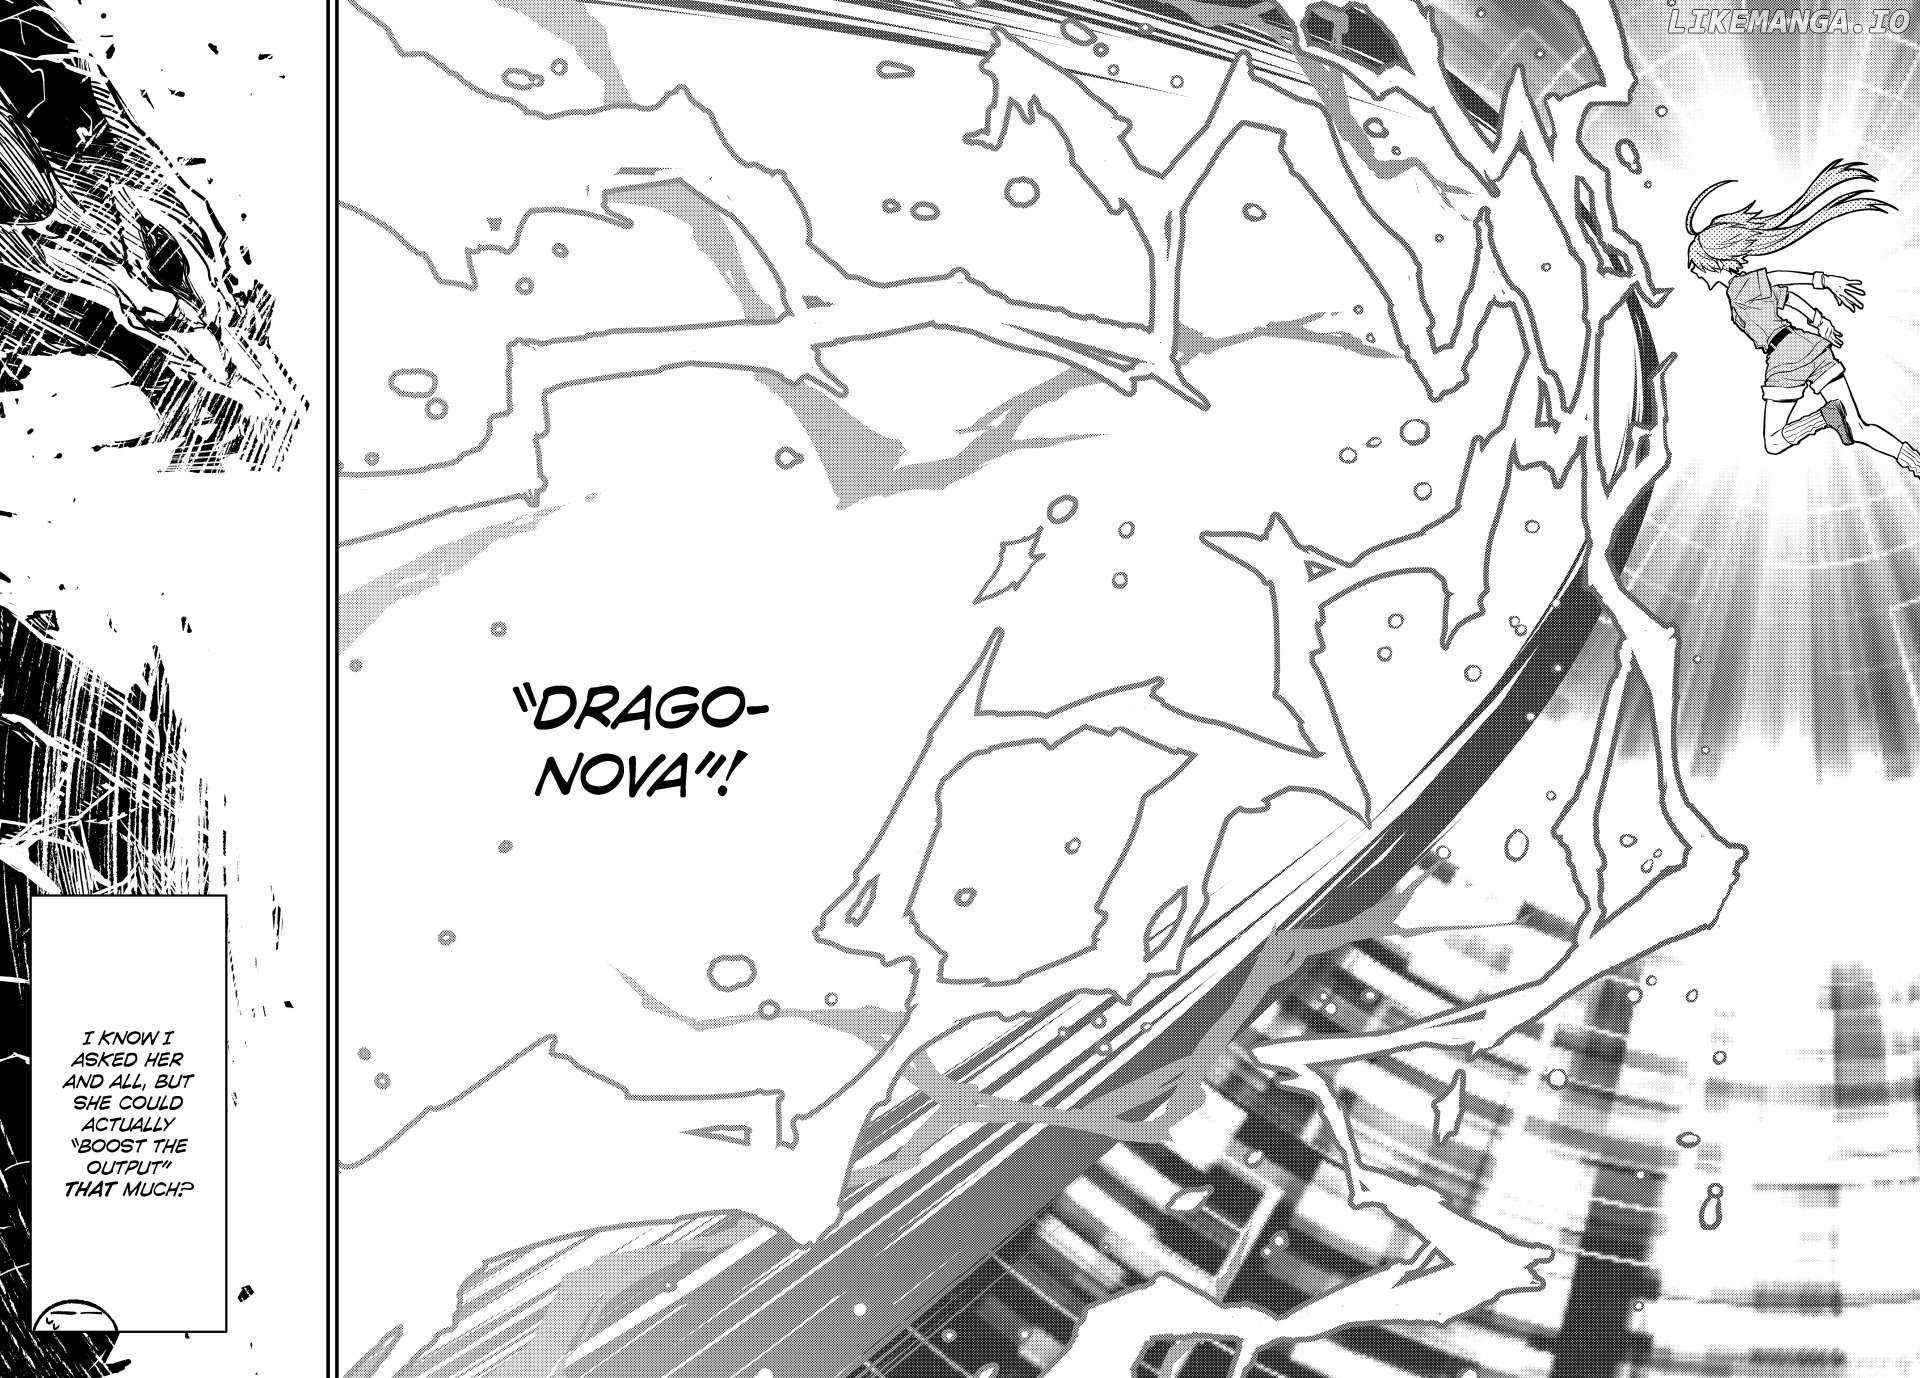 LIKEMANGA.IO
"DRAGO-
NOVA"!
I KNOW I
ASKED HER
AND ALL, BUT
SHE COULD
ACTUALLY
"BOOST THE
OUTPUT"
THAT MUCH?